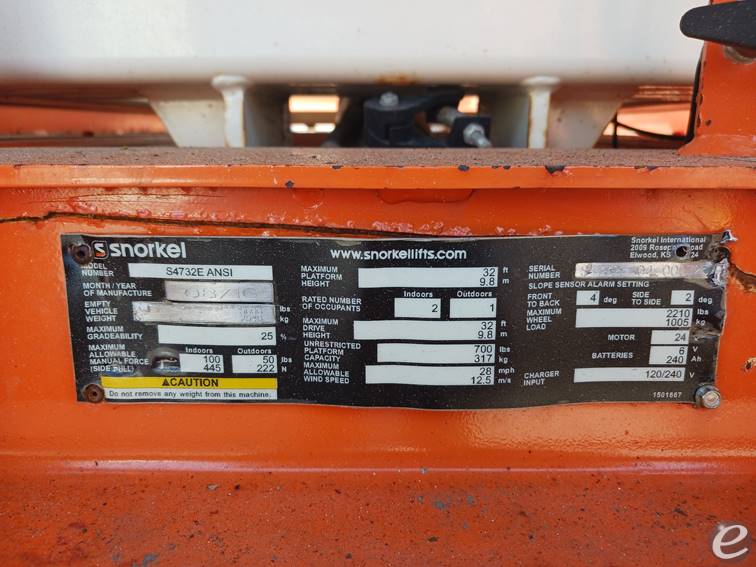 snorkel
MODEL NUMBER S4732E ANSI
MONTH / YEAR OF MANUFACTURE
EMPTY VEHICLE WEIGHT lbs kg
MAXIMUM GRADEABILITY 25 %
MAXIMUM ALLOWABLE MANUAL FORCE (SIDE PULL)
Indoors Outdoors
100 50 lbs
445 222 N
CAUTION
Do not remove any weight from this machine.
www.snorkellifts.com
MAXIMUM PLATFORM HEIGHT 32 ft
9.8 m
RATED NUMBER OF OCCUPANTS
Indoors Outdoors
2 1
MAXIMUM DRIVE HEIGHT 32 ft
9.8 m
UNRESTRICTED PLATFORM CAPACITY 700 lbs
317 kg
MAXIMUM ALLOWABLE WIND SPEED 28 mph
12.5 m/s
Snorkel International
2009 Road
Elwood, KS 24
SERIAL NUMBER
SLOPE SENSOR ALARM SETTING
FRONT TO BACK 4 deg SIDE TO SIDE 2 deg
MAXIMUM WHEEL LOAD 2210 lbs
1005 kg
MOTOR 24 V
BATTERIES 6 V
240 Ah
CHARGER INPUT 120/240 V
1501667
e